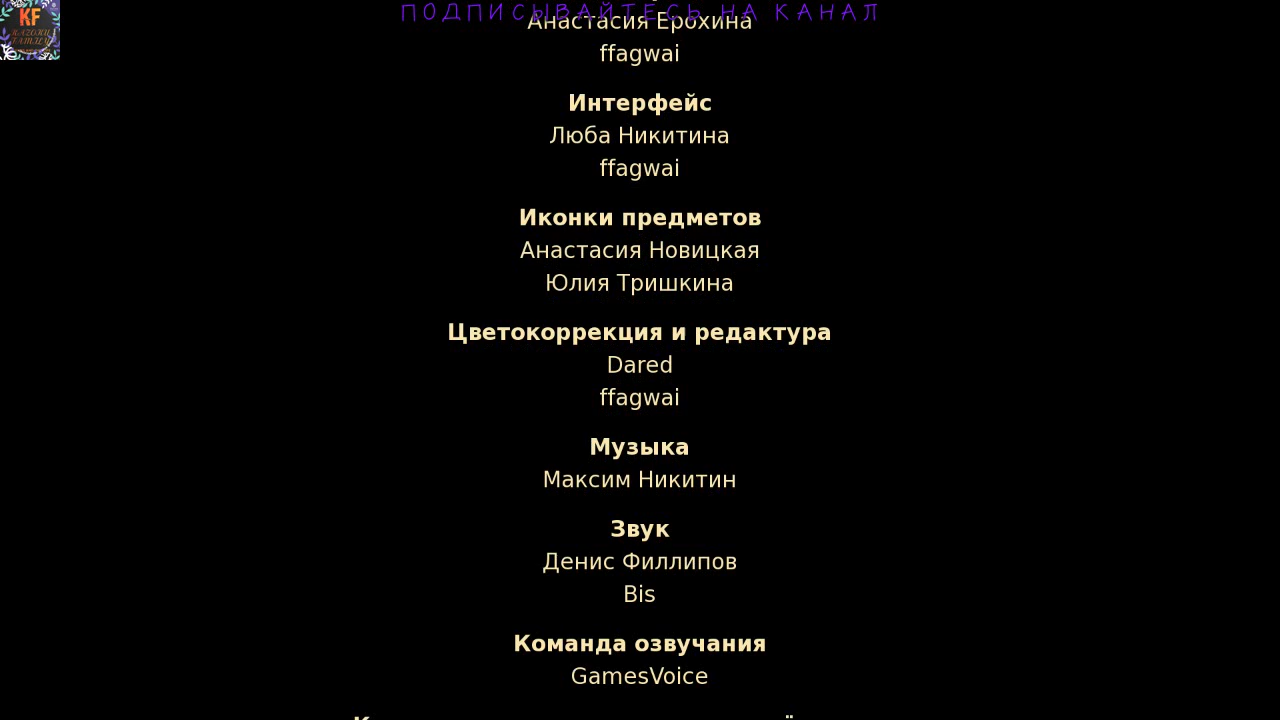 KF
ПОДПИСЫВАЙТЕСЬ НА КАНАЛ
Анастасия Ерохина
ffagwai
Интерфейс
Люба Никитина
ffagwai
Иконки предметов
Анастасия Новицкая
Юлия Тришкина
Цветокоррекция и редактура
Dared
ffagwai
Музыка
Максим Никитин
Звук
Денис Филлипов
Bis
Команда озвучания
GamesVoice